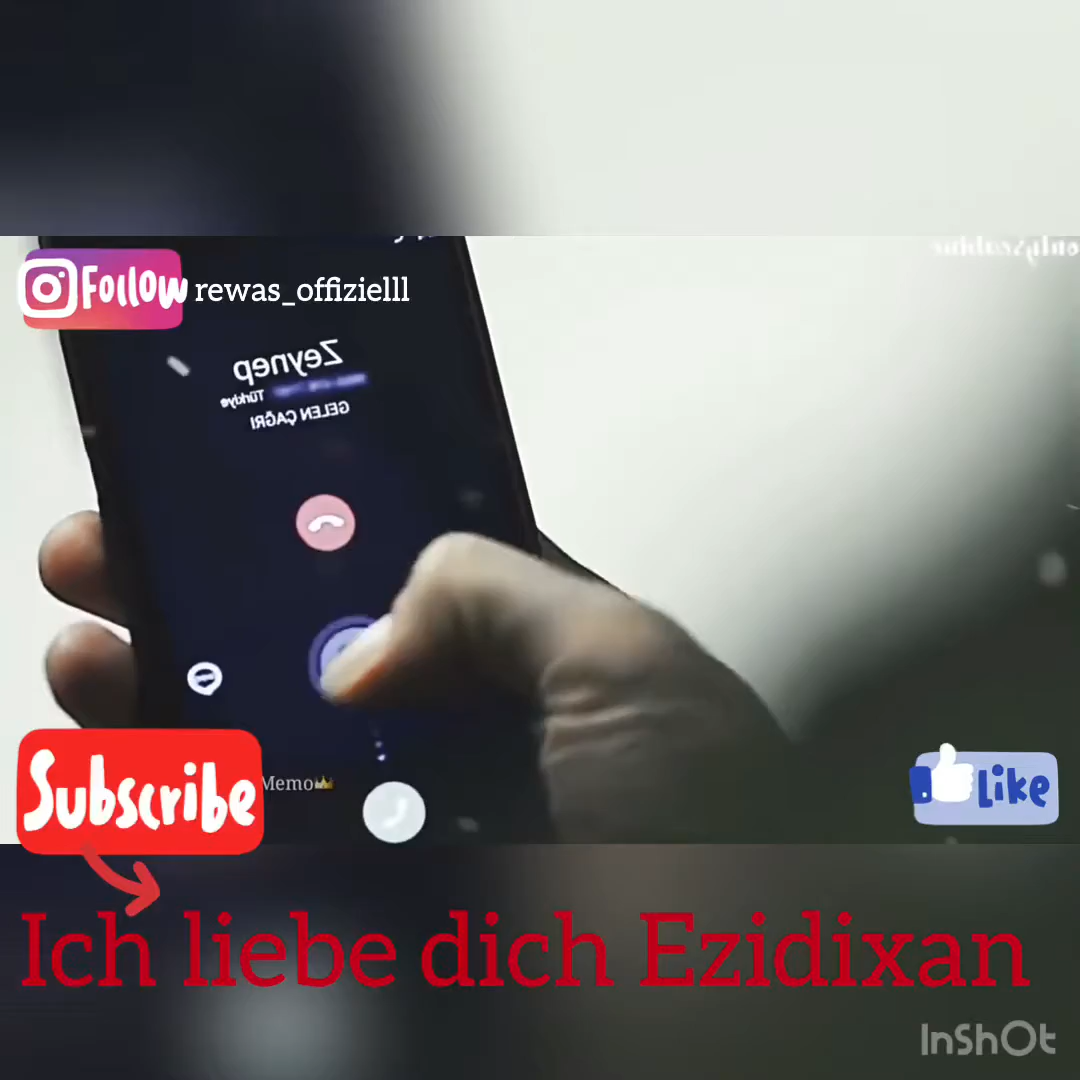 Follow rewas_offizielll
Zeynep
Türkiye
GELEN ÇAĞRI
Subscribe
Memo👑
Like
Ich liebe dich Ezidixan
InShOt